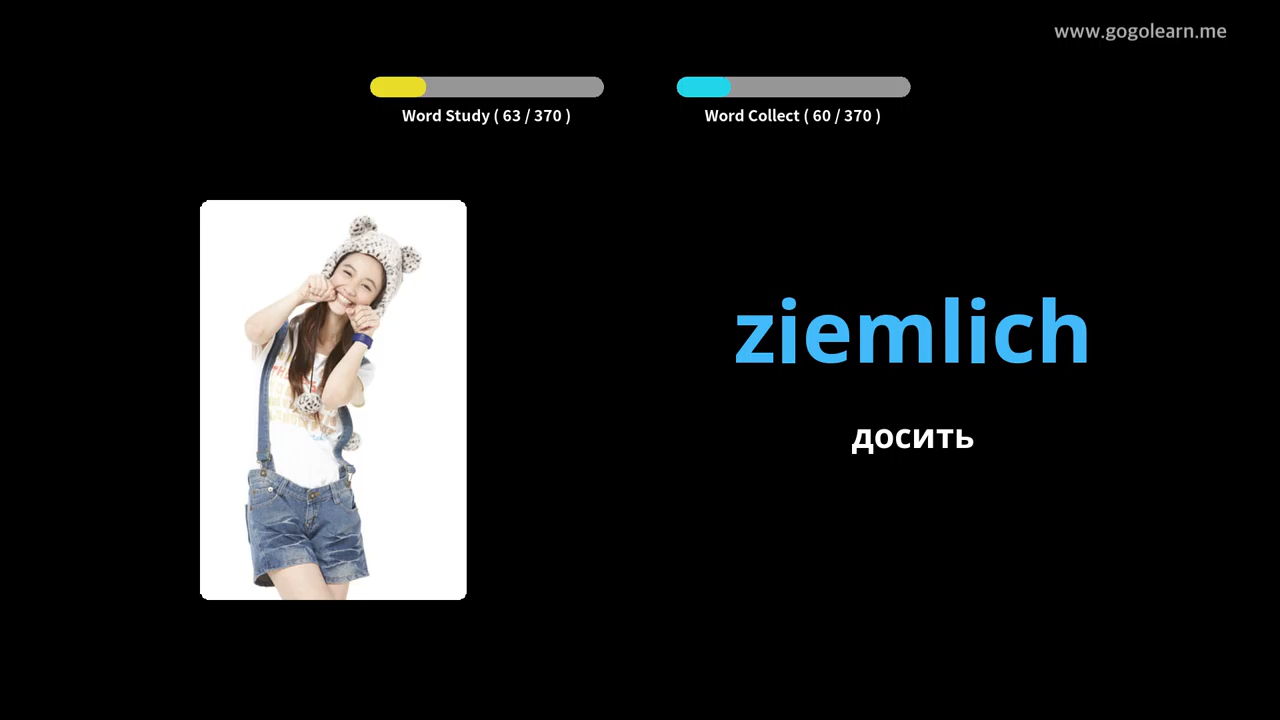 www.gogolearn.me
Word Study ( 63 / 370 )
Word Collect ( 60 / 370 )
ziemlich
досить